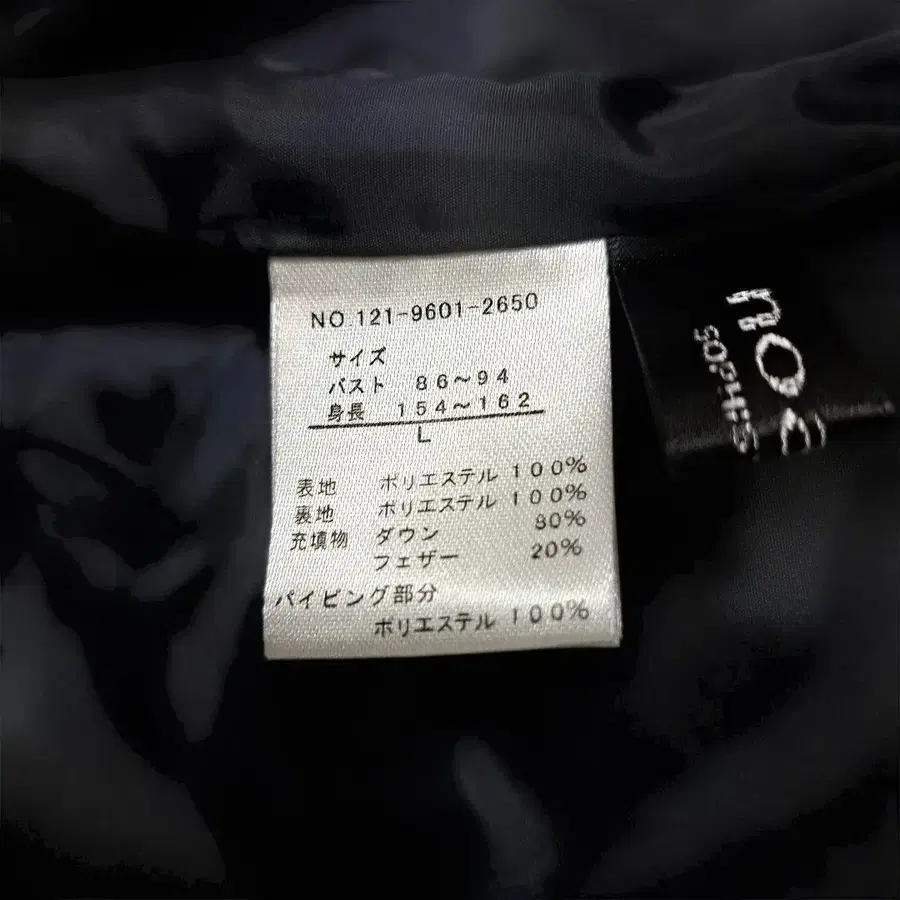 NO.121-9601-2650
サイズ
バスト 86～94
身長 154～162
L
表地 ポリエステル 100%
裏地 ポリエステル 100%
充填物 ダウン 80%
フェザー 20%
パイピング部分
ポリエステル 100%